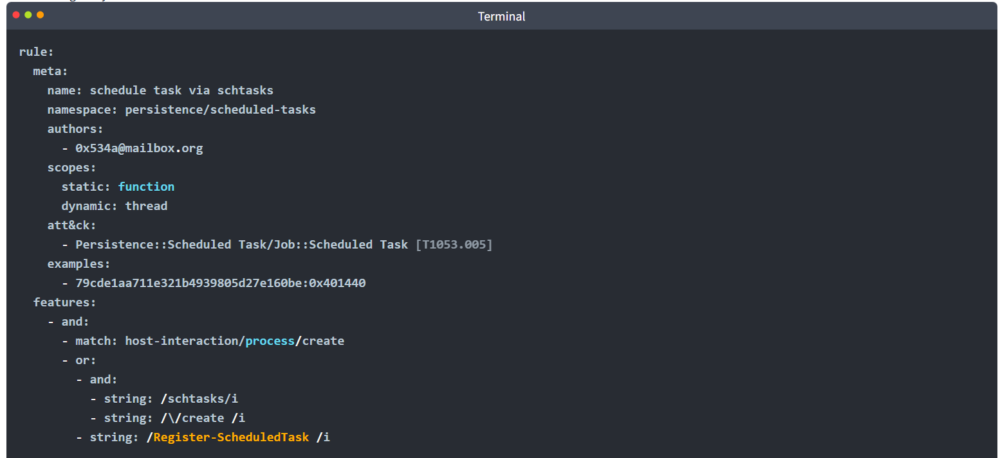 Terminal
rule:
meta:
name: schedule task via schtasks
namespace: persistence/scheduled-tasks
authors:
- 0x534a@mailbox.org
scopes:
static: function
dynamic: thread
att&ck:
- Persistence::Scheduled Task/Job::Scheduled Task [T1053.005]
examples:
- 79cde1aa711e321b4939805d27e160be:0x401440
features:
- and:
- match: host-interaction/process/create
- or:
- and:
- string: /schtasks/i
- string: /\/create /i
- string: /Register-ScheduledTask /i